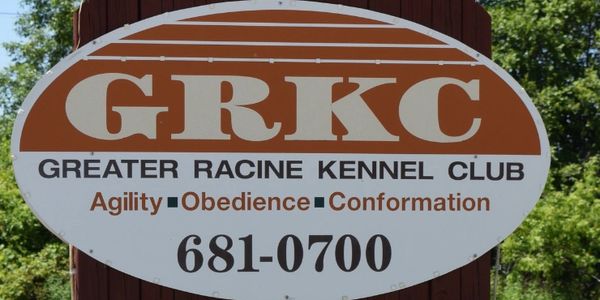 GRKC
GREATER RACINE KENNEL CLUB
Agility ▪ Obedience ▪ Conformation
681-0700